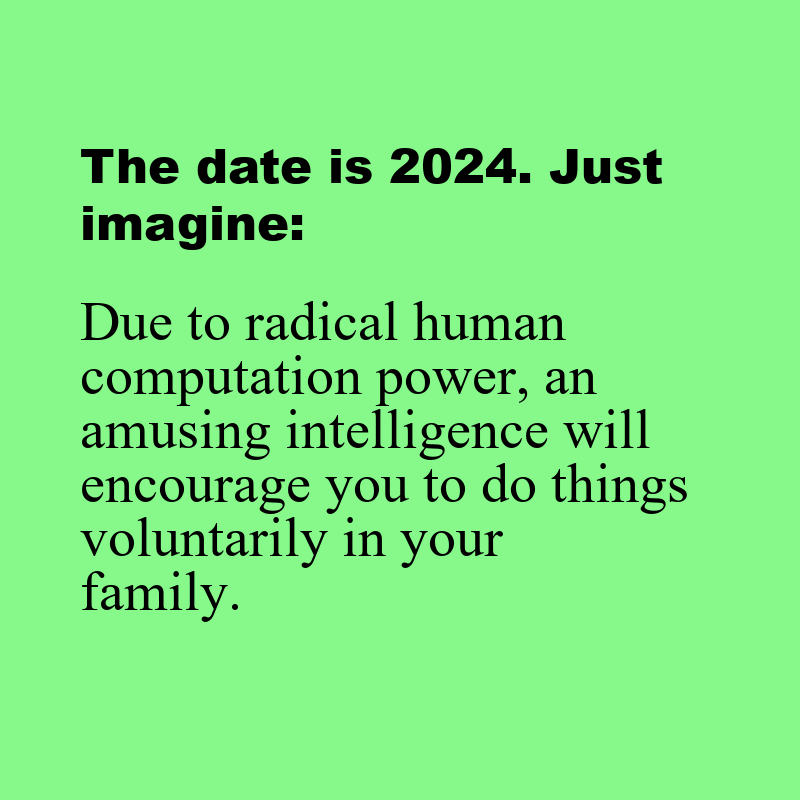 The date is 2024. Just
imagine:
Due to radical human
computation power, an
amusing intelligence will
encourage you to do things
voluntarily in your
family.